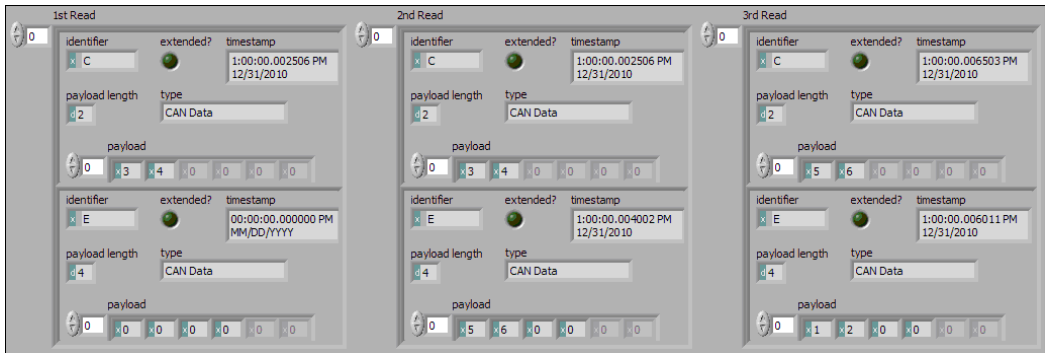 1st Read 2nd Read 3rd Read
0 0 0
identifier extended? timestamp identifier extended? timestamp identifier extended? timestamp
x C 1:00:00.002506 PM x C 1:00:00.002506 PM x C 1:00:00.006503 PM
12/31/2010 12/31/2010 12/31/2010
payload length type payload length type payload length type
d 2 CAN Data d 2 CAN Data d 2 CAN Data
payload payload payload
0 x 3 x 4 x 0 x 0 x 0 x 0 0 x 3 x 4 x 0 x 0 x 0 x 0 0 x 5 x 6 x 0 x 0 x 0 x 0
identifier extended? timestamp identifier extended? timestamp identifier extended? timestamp
x E 00:00:00.000000 PM x E 1:00:00.004002 PM x E 1:00:00.006011 PM
MM/DD/YYYY 12/31/2010 12/31/2010
payload length type payload length type payload length type
d 4 CAN Data d 4 CAN Data d 4 CAN Data
payload payload payload
0 x 0 x 0 x 0 x 0 x 0 x 0 0 x 5 x 6 x 0 x 0 x 0 x 0 0 x 1 x 2 x 0 x 0 x 0 x 0